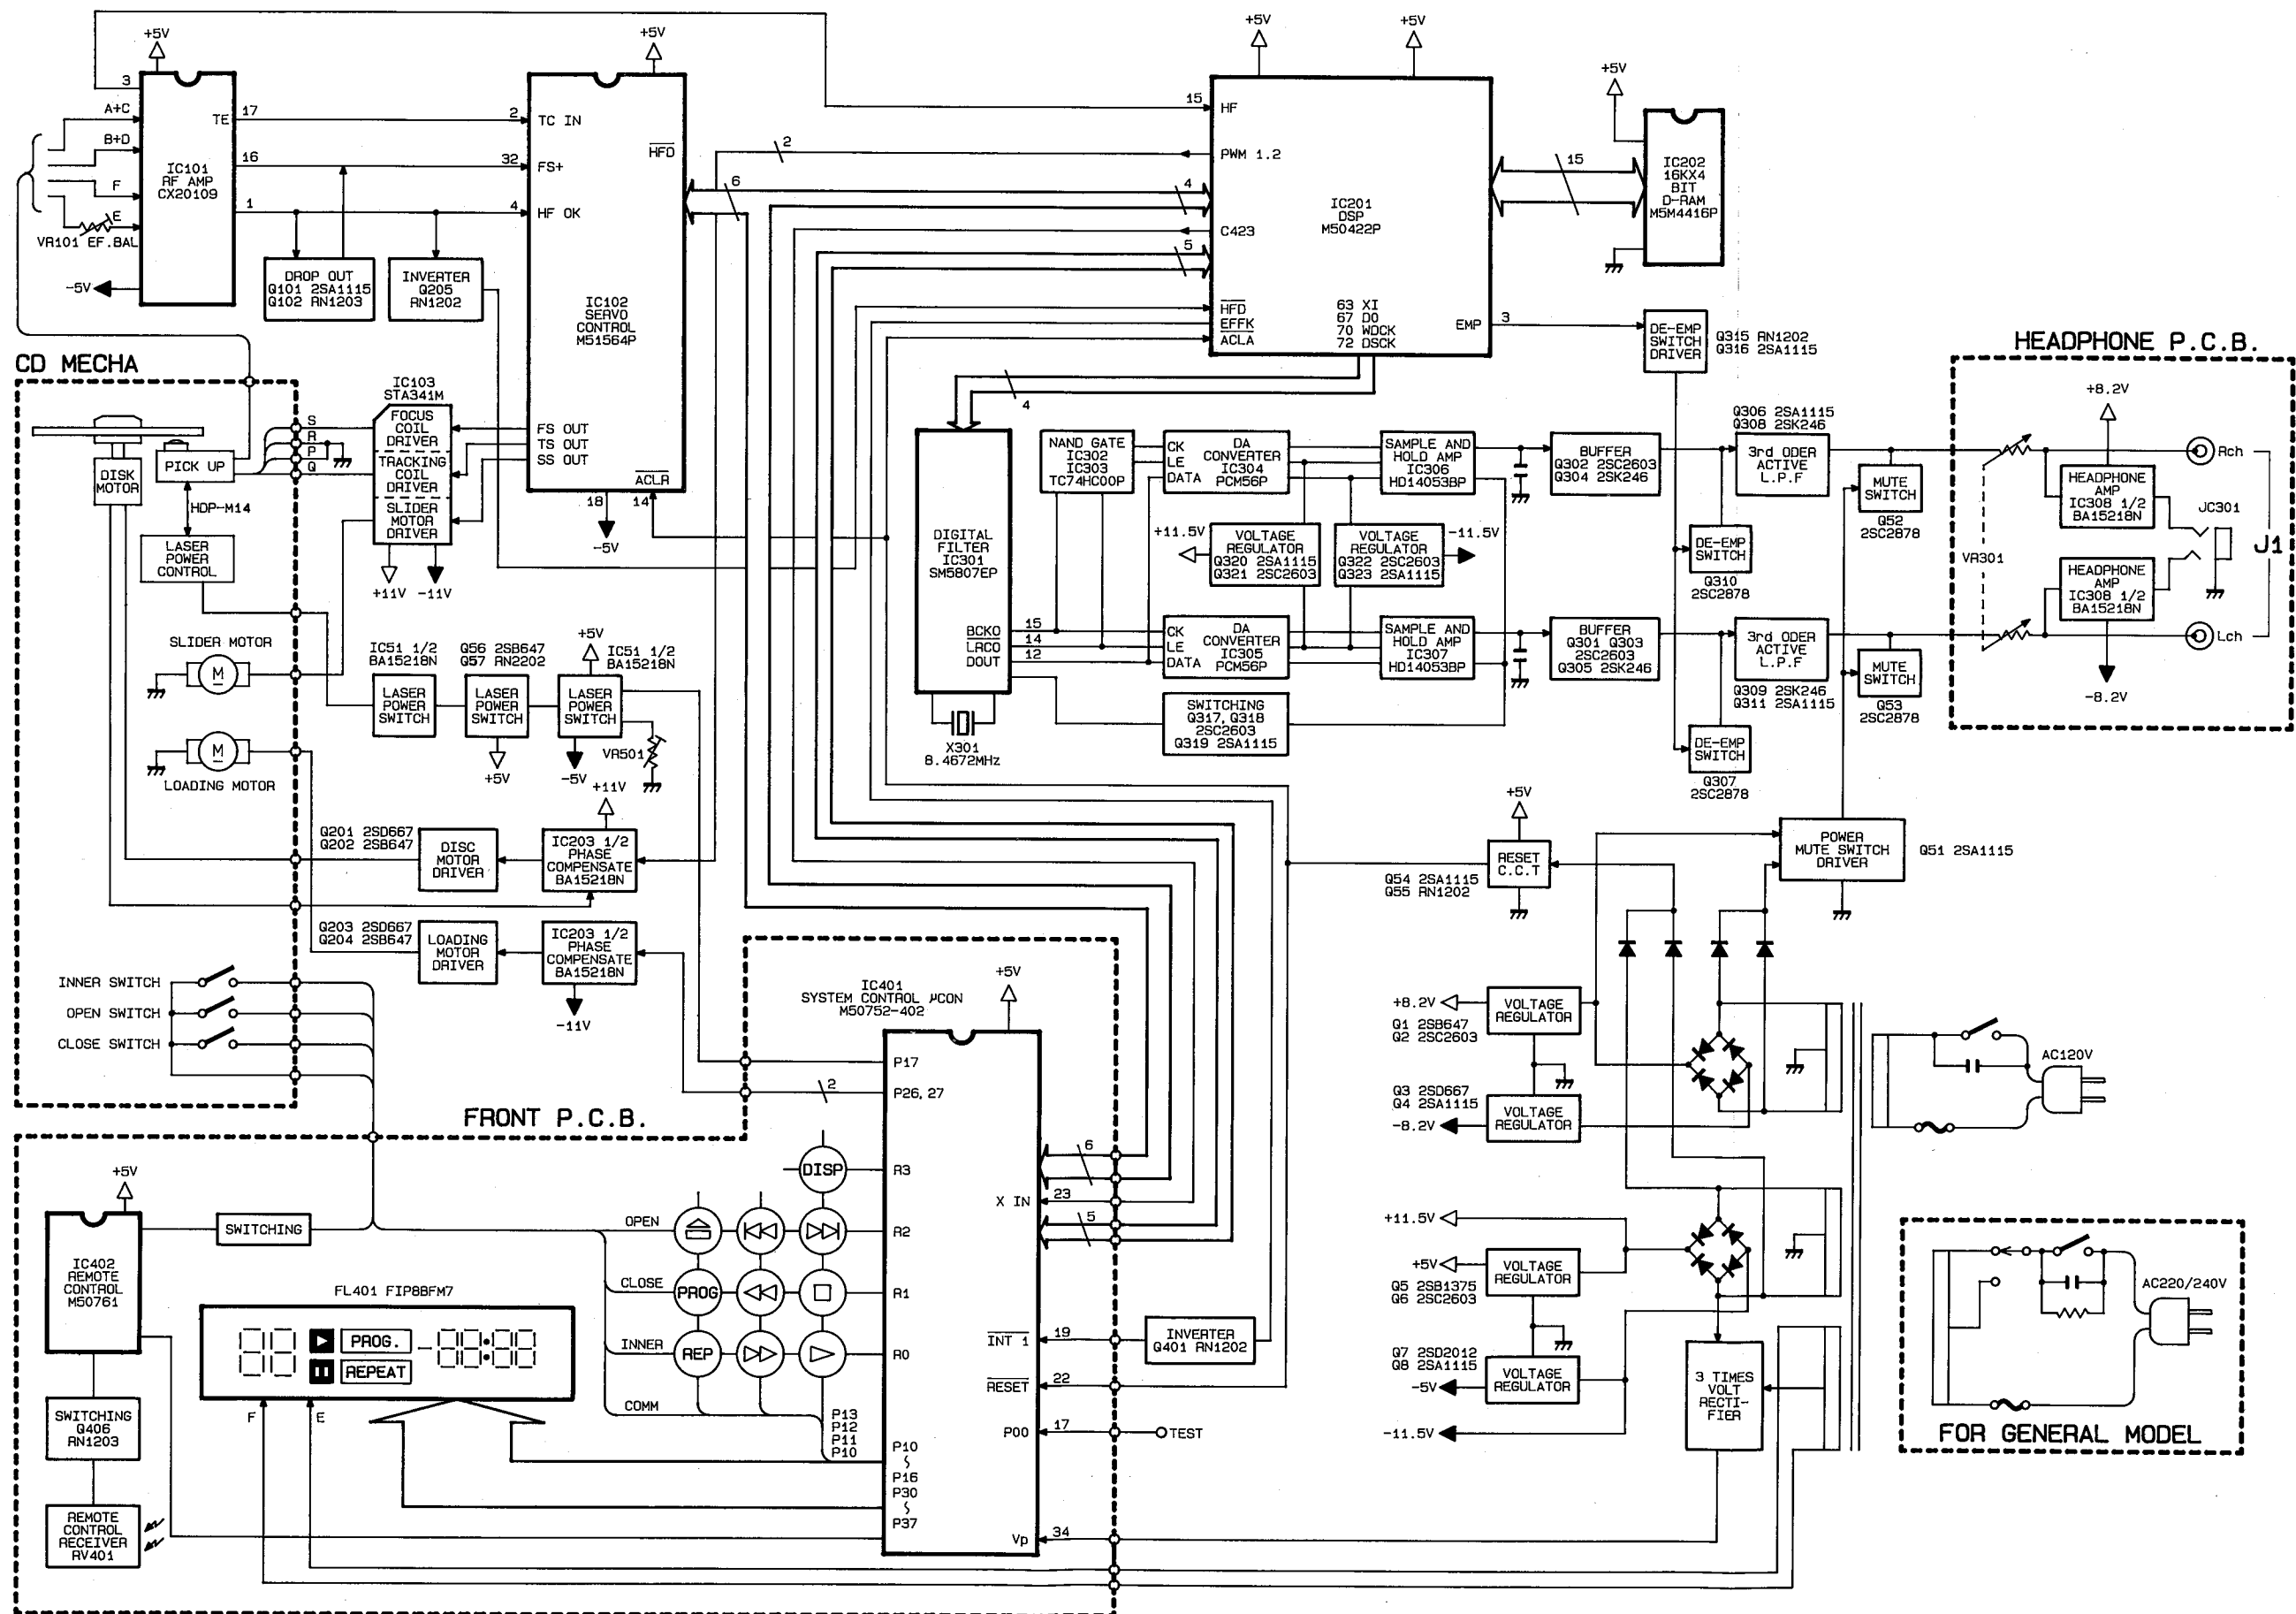 +5V
3
A+C
B+D
F
E
VR101 EF.BAL
-5V
IC101
RF AMP
CX20109
TE
17
16
1
DROP OUT
Q101 2SA1115
Q102 RN1203
INVERTER
Q205
RN1202
+5V
2
TC IN
32
FS+
4
HF OK
HFD
IC102
SERVO
CONTROL
M51564P
FS OUT
TS OUT
SS OUT
ACLR
18
14
-5V
2
6
+5V
+5V
15
HF
PWM 1.2
4
C423
5
HFD
EFFK
ACLA
IC201
DSP
M50422P
63 XI
67 DO
70 WDCK
72 DSCK
EMP
3
15
4
+5V
IC202
16KX4
BIT
D-RAM
M5M4416P
DE-EMP
SWITCH
DRIVER
Q315 RN1202
Q316 2SA1115
CD MECHA
DISK
MOTOR
PICK UP
HDP-M14
LASER
POWER
CONTROL
S
R
P
Q
IC103
STA341M
FOCUS
COIL
DRIVER
TRACKING
COIL
DRIVER
SLIDER
MOTOR
DRIVER
+11V
-11V
SLIDER MOTOR
M
LOADING MOTOR
M
IC51 1/2
BA15218N
LASER
POWER
SWITCH
Q56 2SB647
Q57 RN2202
LASER
POWER
SWITCH
+5V
+5V
IC51 1/2
BA15218N
LASER
POWER
SWITCH
-5V
VR501
+11V
Q201 2SD667
Q202 2SB647
DISC
MOTOR
DRIVER
IC203 1/2
PHASE
COMPENSATE
BA15218N
Q203 2SD667
Q204 2SB647
LOADING
MOTOR
DRIVER
IC203 1/2
PHASE
COMPENSATE
BA15218N
-11V
INNER SWITCH
OPEN SWITCH
CLOSE SWITCH
DIGITAL
FILTER
IC301
SM5807EP
BCKO
LRCO
DOUT
15
14
12
X301
8.4672MHz
NAND GATE
IC302
IC303
TC74HC00P
CK
LE
DATA
DA
CONVERTER
IC304
PCM56P
SAMPLE AND
HOLD AMP
IC306
HD14053BP
BUFFER
Q302 2SC2603
Q304 2SK246
Q306 2SA1115
Q308 2SK246
3rd ODER
ACTIVE
L.P.F
MUTE
SWITCH
Q52
2SC2878
+11.5V
VOLTAGE
REGULATOR
Q320 2SA1115
Q321 2SC2603
VOLTAGE
REGULATOR
Q322 2SC2603
Q323 2SA1115
-11.5V
DE-EMP
SWITCH
Q310
2SC2878
CK
LE
DATA
DA
CONVERTER
IC305
PCM56P
SAMPLE AND
HOLD AMP
IC307
HD14053BP
BUFFER
Q301 Q303
2SC2603
Q305 2SK246
3rd ODER
ACTIVE
L.P.F
Q309 2SK246
Q311 2SA1115
MUTE
SWITCH
Q53
2SC2878
SWITCHING
Q317, Q318
2SC2603
Q319 2SA1115
DE-EMP
SWITCH
Q307
2SC2878
HEADPHONE P.C.B.
+8.2V
Rch
HEADPHONE
AMP
IC308 1/2
BA15218N
JC301
J1
VR301
HEADPHONE
AMP
IC308 1/2
BA15218N
Lch
-8.2V
+5V
RESET
C.C.T
Q54 2SA1115
Q55 RN1202
POWER
MUTE SWITCH
DRIVER
Q51 2SA1115
+8.2V
VOLTAGE
REGULATOR
Q1 2SB647
Q2 2SC2603
Q3 2SD667
Q4 2SA1115
-8.2V
VOLTAGE
REGULATOR
AC120V
+11.5V
+5V
VOLTAGE
REGULATOR
Q5 2SB1375
Q6 2SC2603
Q7 2SD2012
Q8 2SA1115
-5V
VOLTAGE
REGULATOR
-11.5V
3 TIMES
VOLT
RECTI-
FIER
AC220/240V
FOR GENERAL MODEL
FRONT P.C.B.
IC401
SYSTEM CONTROL μCON
M50752-402
+5V
P17
P26, 27
2
R3
R2
R1
R0
P13
P12
P11
P10
P10
P16
P30
P37
6
X IN
23
5
INT 1
19
INVERTER
Q401 RN1202
RESET
22
P00
17
TEST
Vp
34
DISP
OPEN
CLOSE
PROG
INNER
REP
COMM
+5V
IC402
REMOTE
CONTROL
M50761
SWITCHING
SWITCHING
Q406
RN1203
REMOTE
CONTROL
RECEIVER
RV401
FL401 FIP8BFM7
PROG.
REPEAT
F
E